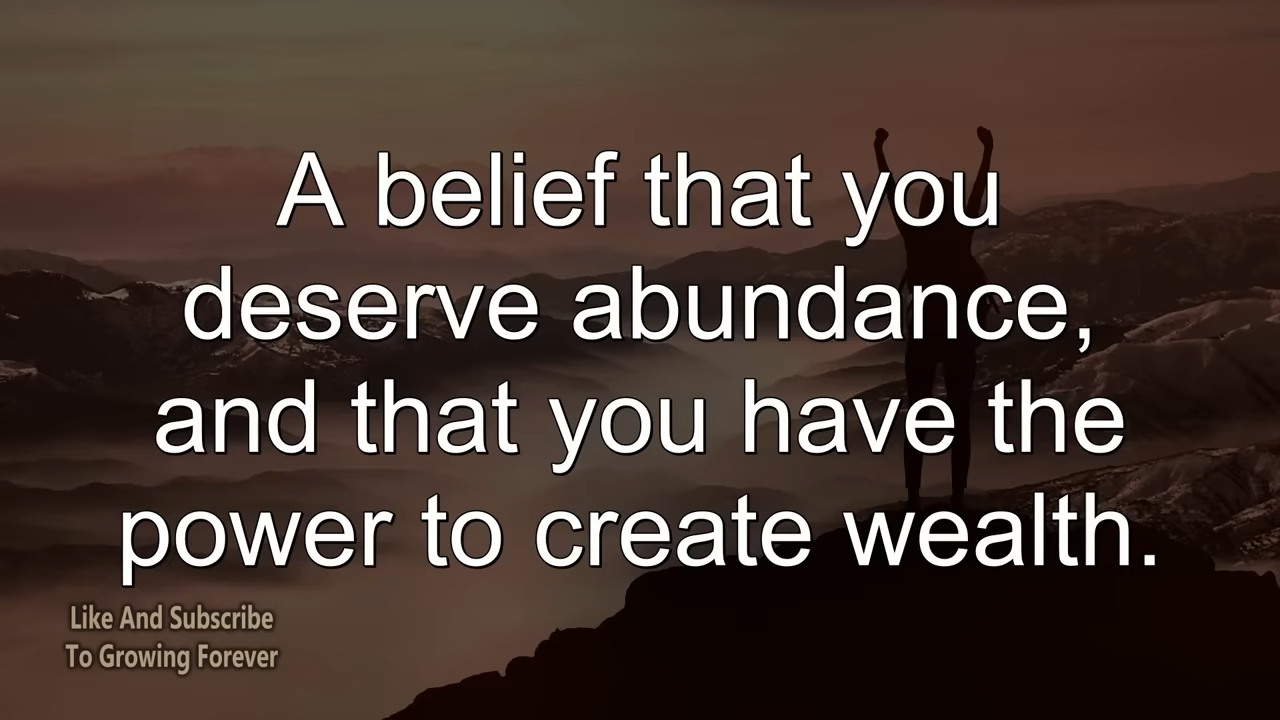 A belief that you
deserve abundance,
and that you have the
power to create wealth.
Like And Subscribe
To Growing Forever